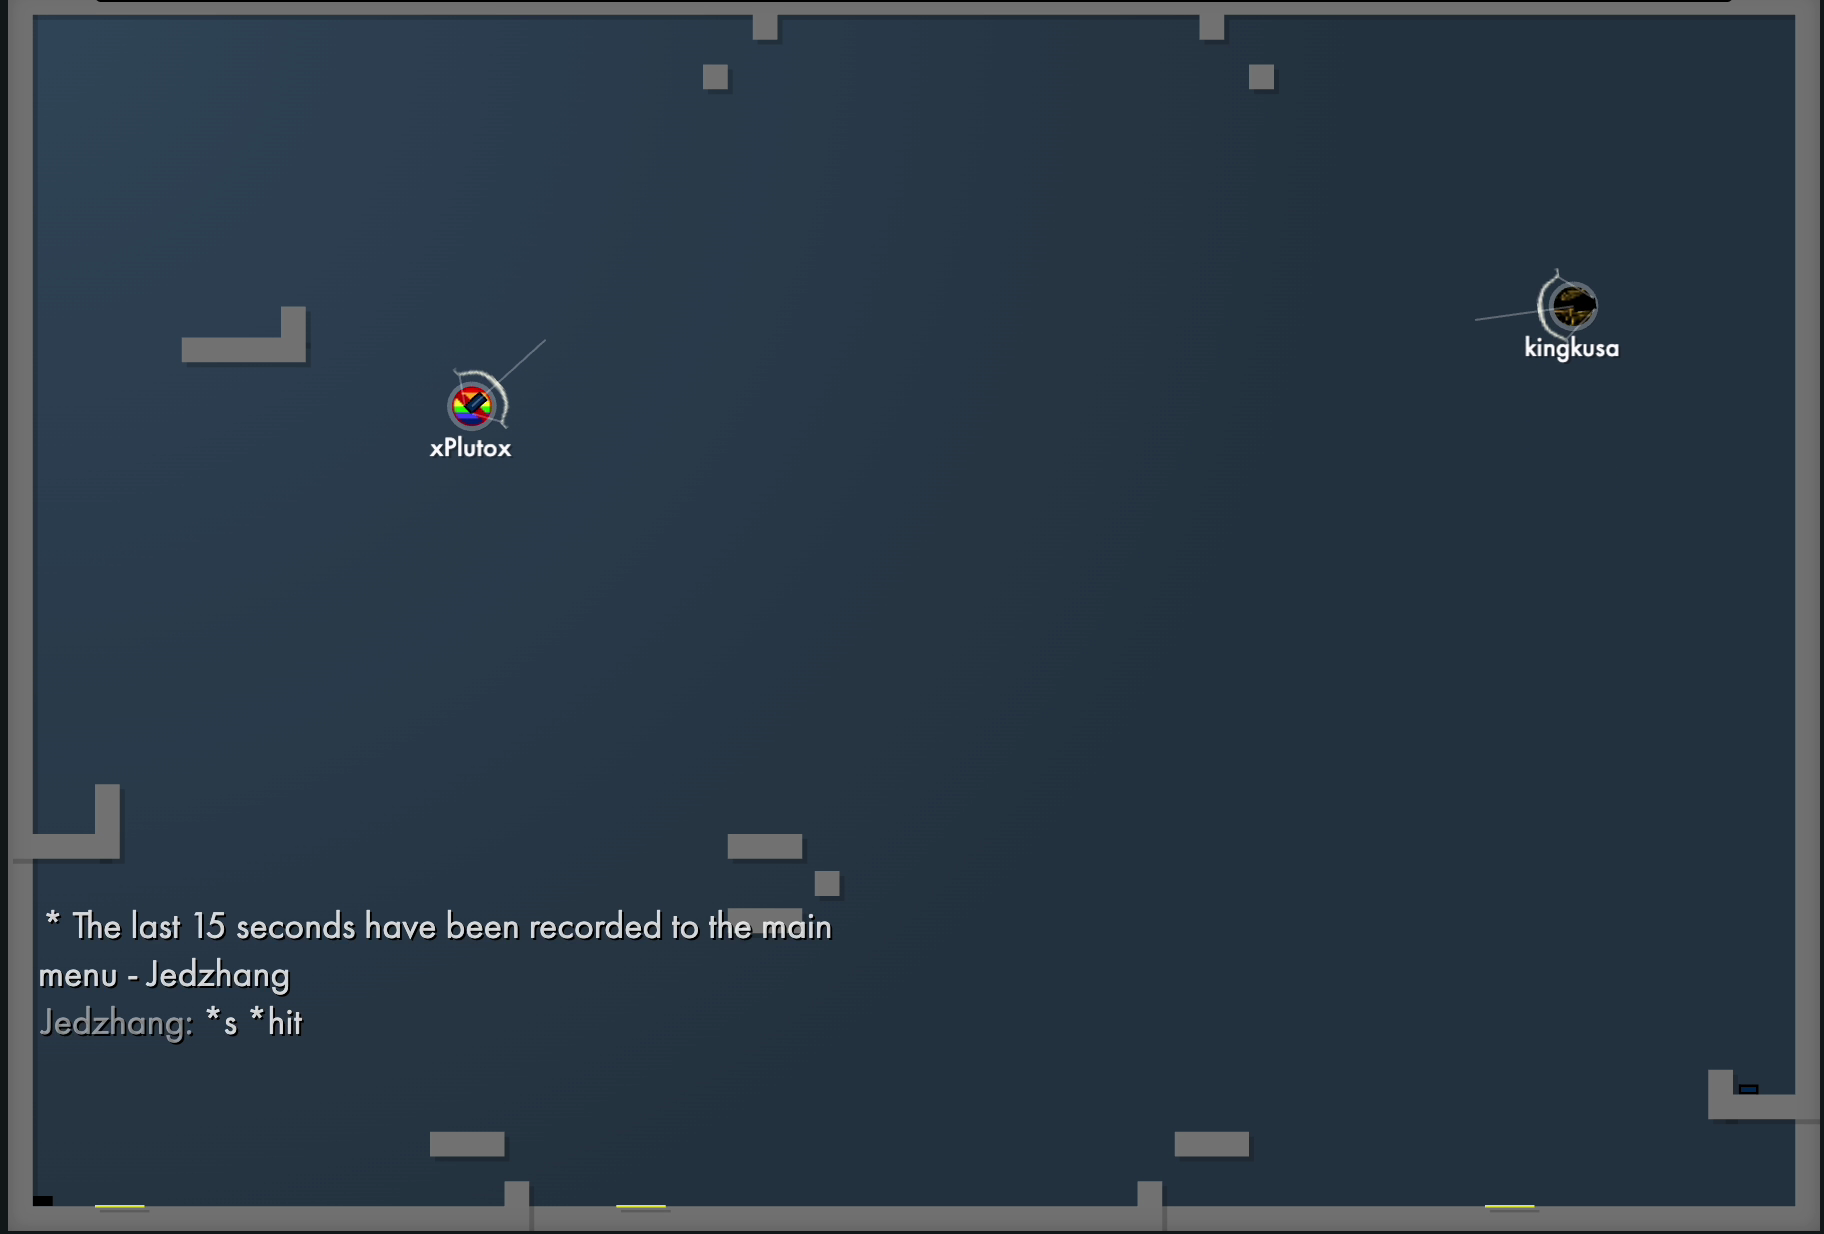 kingkusa
xPlutox
* The last 15 seconds have been recorded to the main
menu - Jedzhang
Jedzhang: *s *hit